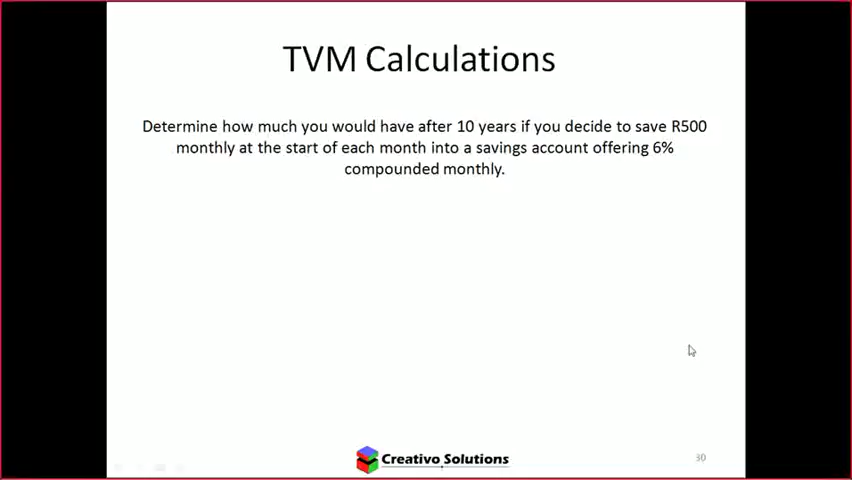 TVM Calculations
Determine how much you would have after 10 years if you decide to save R500
monthly at the start of each month into a savings account offering 6%
compounded monthly.
Creativo Solutions
30